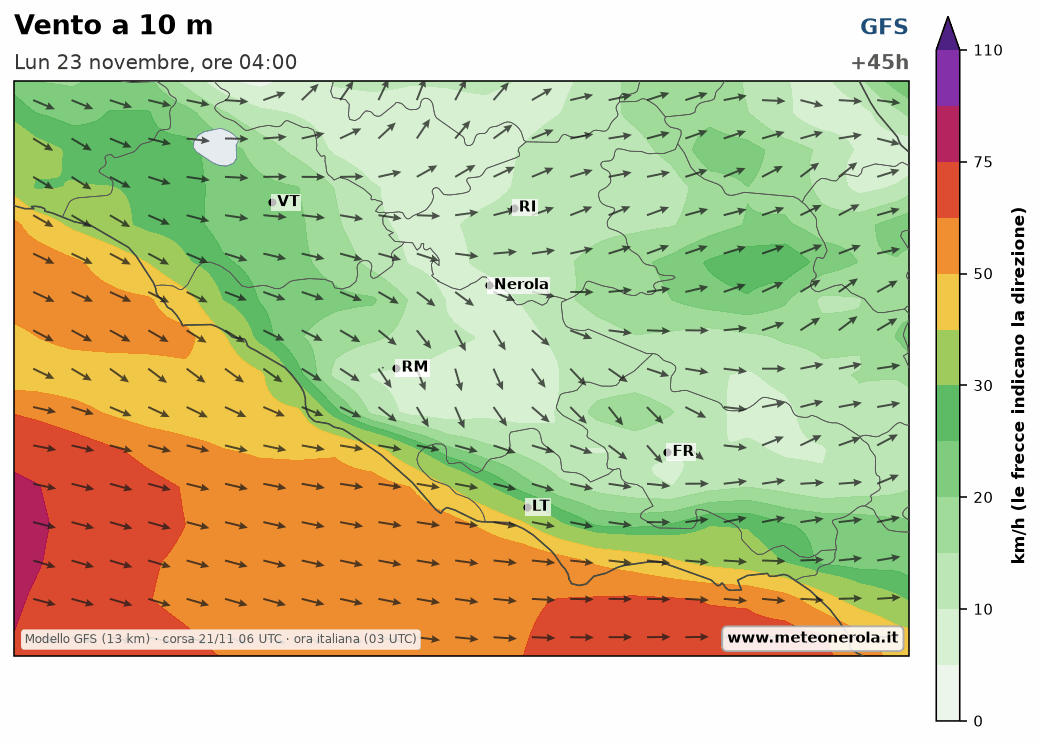 Vento a 10 m
GFS
Lun 23 novembre, ore 04:00
+45h
VT
RI
Nerola
RM
FR
LT
Modello GFS (13 km) · corsa 21/11 06 UTC · ora italiana (03 UTC)
www.meteonerola.it
110
75
50
30
20
10
0
km/h (le frecce indicano la direzione)